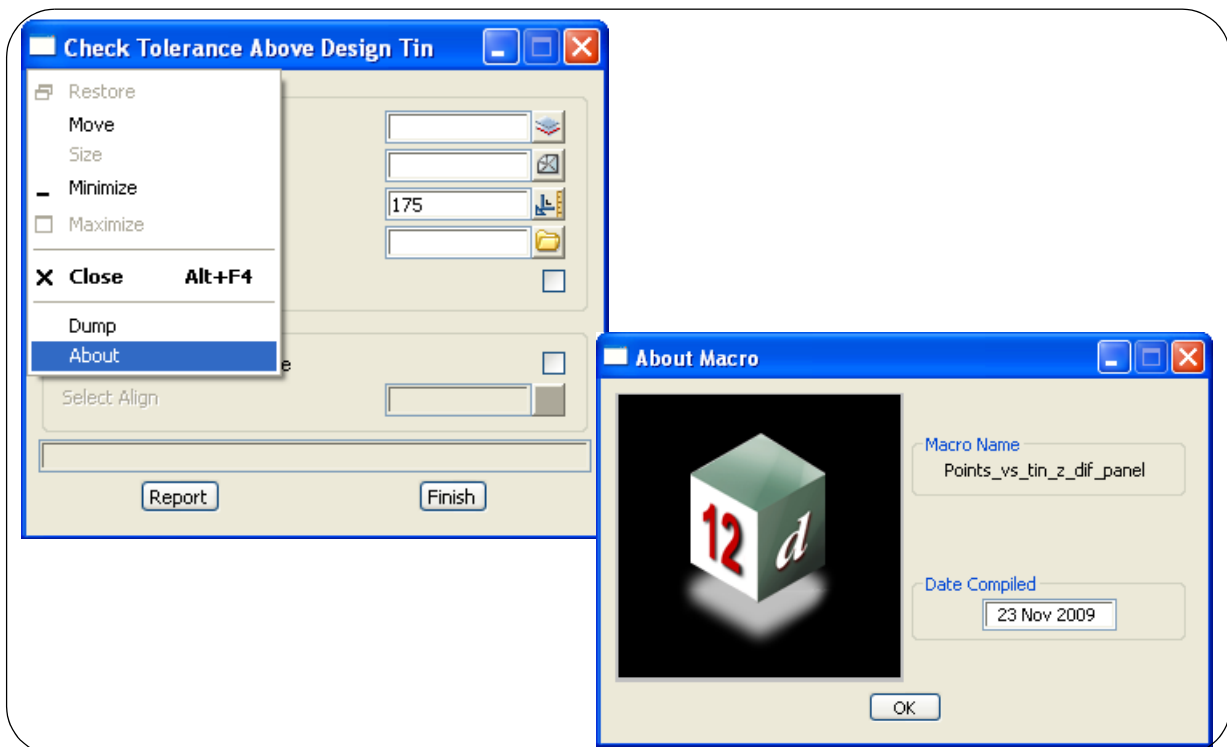 Check Tolerance Above Design Tin
Restore
Move
Size
Minimize
175
Maximize
Close Alt+F4
Dump
About
e
Select Align
Report Finish
About Macro
12 d
Macro Name
Points_vs_tin_z_dif_panel
Date Compiled
23 Nov 2009
OK